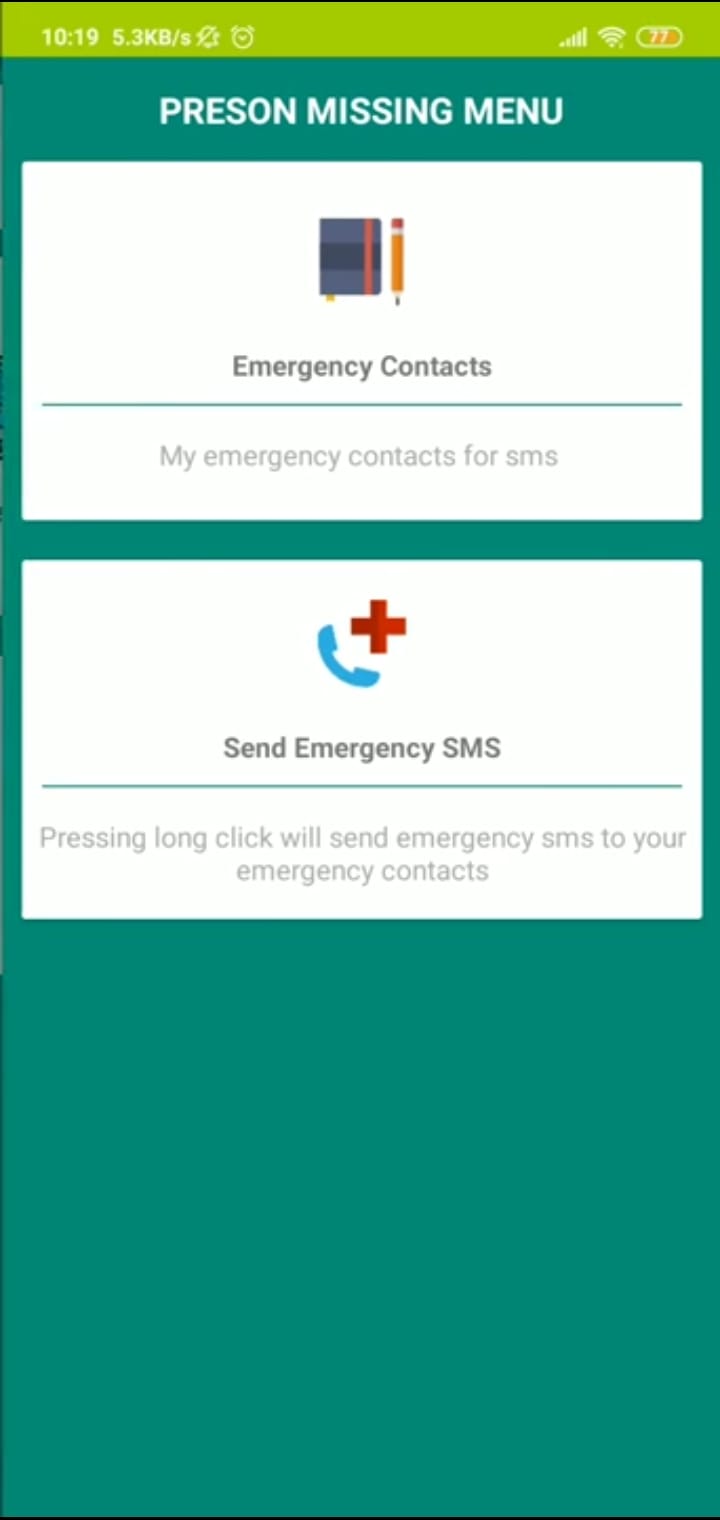 10:19 5.3KB/s 77
PRESON MISSING MENU
Emergency Contacts
My emergency contacts for sms
Send Emergency SMS
Pressing long click will send emergency sms to your
emergency contacts